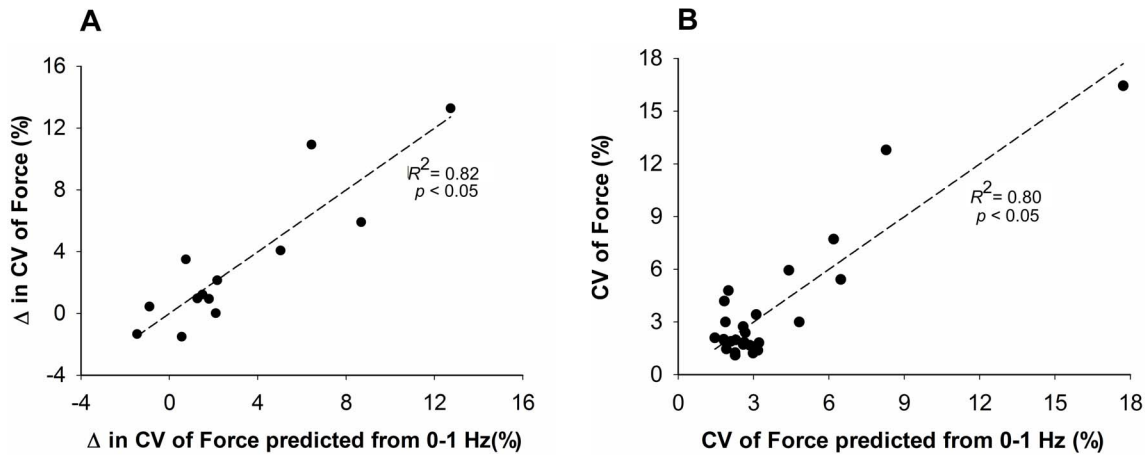 A
Δ in CV of Force (%)
16
12
8
4
0
-4
-4 0 4 8 12 16
Δ in CV of Force predicted from 0-1 Hz(%)
R² = 0.82
p < 0.05
B
CV of Force (%)
18
15
12
9
6
3
0
0 3 6 9 12 15 18
CV of Force predicted from 0-1 Hz (%)
R² = 0.80
p < 0.05